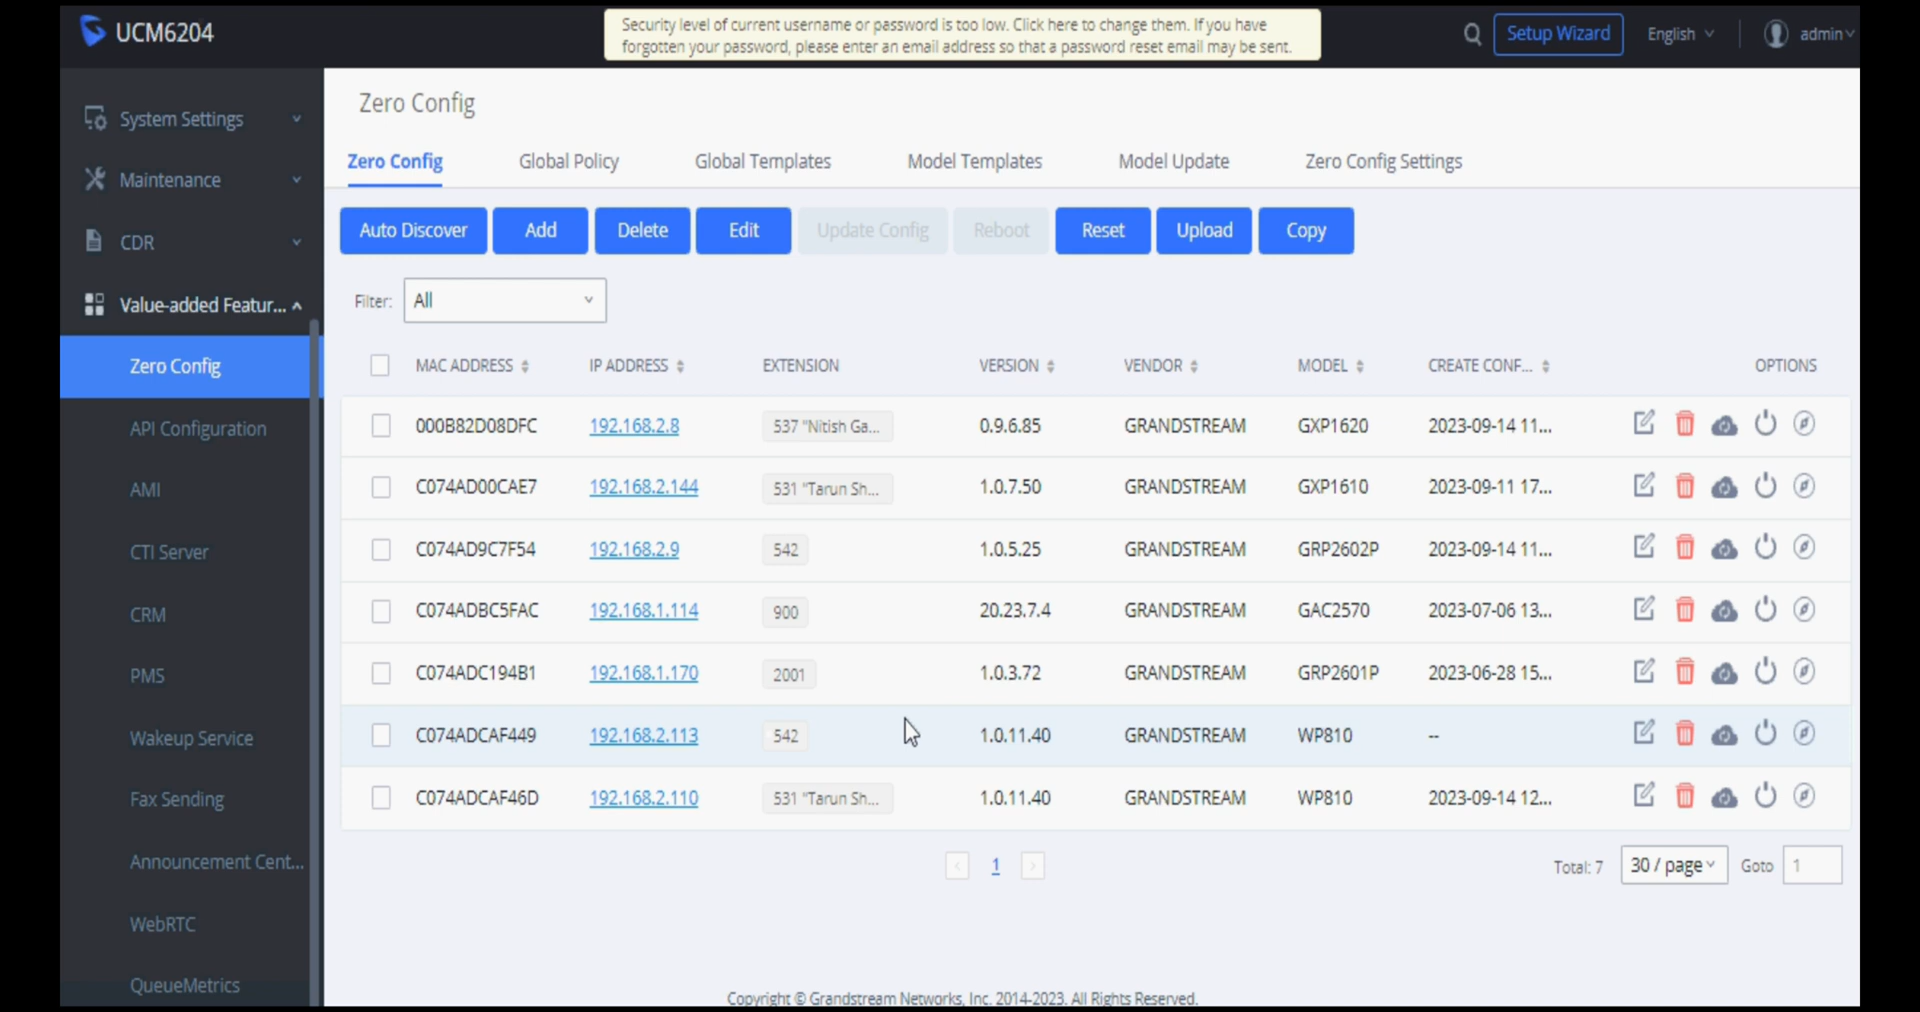 UCM6204
Security level of current username or password is too low. Click here to change them. If you have
forgotten your password, please enter an email address so that a password reset email may be sent.
Setup Wizard
English
admin
System Settings
Maintenance
CDR
Value-added Featur...
Zero Config
API Configuration
AMI
CTI Server
CRM
PMS
Wakeup Service
Fax Sending
Announcement Cent...
WebRTC
QueueMetrics
Zero Config
Zero Config Global Policy Global Templates Model Templates Model Update Zero Config Settings
Auto Discover Add Delete Edit Update Config Reboot Reset Upload Copy
Filter: All
MAC ADDRESS IP ADDRESS EXTENSION VERSION VENDOR MODEL CREATE CONF... OPTIONS
000B82D08DFC 192.168.2.8 537 "Nitish Ga... 0.9.6.85 GRANDSTREAM GXP1620 2023-09-14 11...
C074AD00CAE7 192.168.2.144 531 "Tarun Sh... 1.0.7.50 GRANDSTREAM GXP1610 2023-09-11 17...
C074AD9C7F54 192.168.2.9 542 1.0.5.25 GRANDSTREAM GRP2602P 2023-09-14 11...
C074ADBC5FAC 192.168.1.114 900 20.23.7.4 GRANDSTREAM GAC2570 2023-07-06 13...
C074ADC194B1 192.168.1.170 2001 1.0.3.72 GRANDSTREAM GRP2601P 2023-06-28 15...
C074ADCAF449 192.168.2.113 542 1.0.11.40 GRANDSTREAM WP810 --
C074ADCAF46D 192.168.2.110 531 "Tarun Sh... 1.0.11.40 GRANDSTREAM WP810 2023-09-14 12...
< 1 > Total: 7 30 / page Goto 1
Copyright © Grandstream Networks, Inc. 2014-2023. All Rights Reserved.